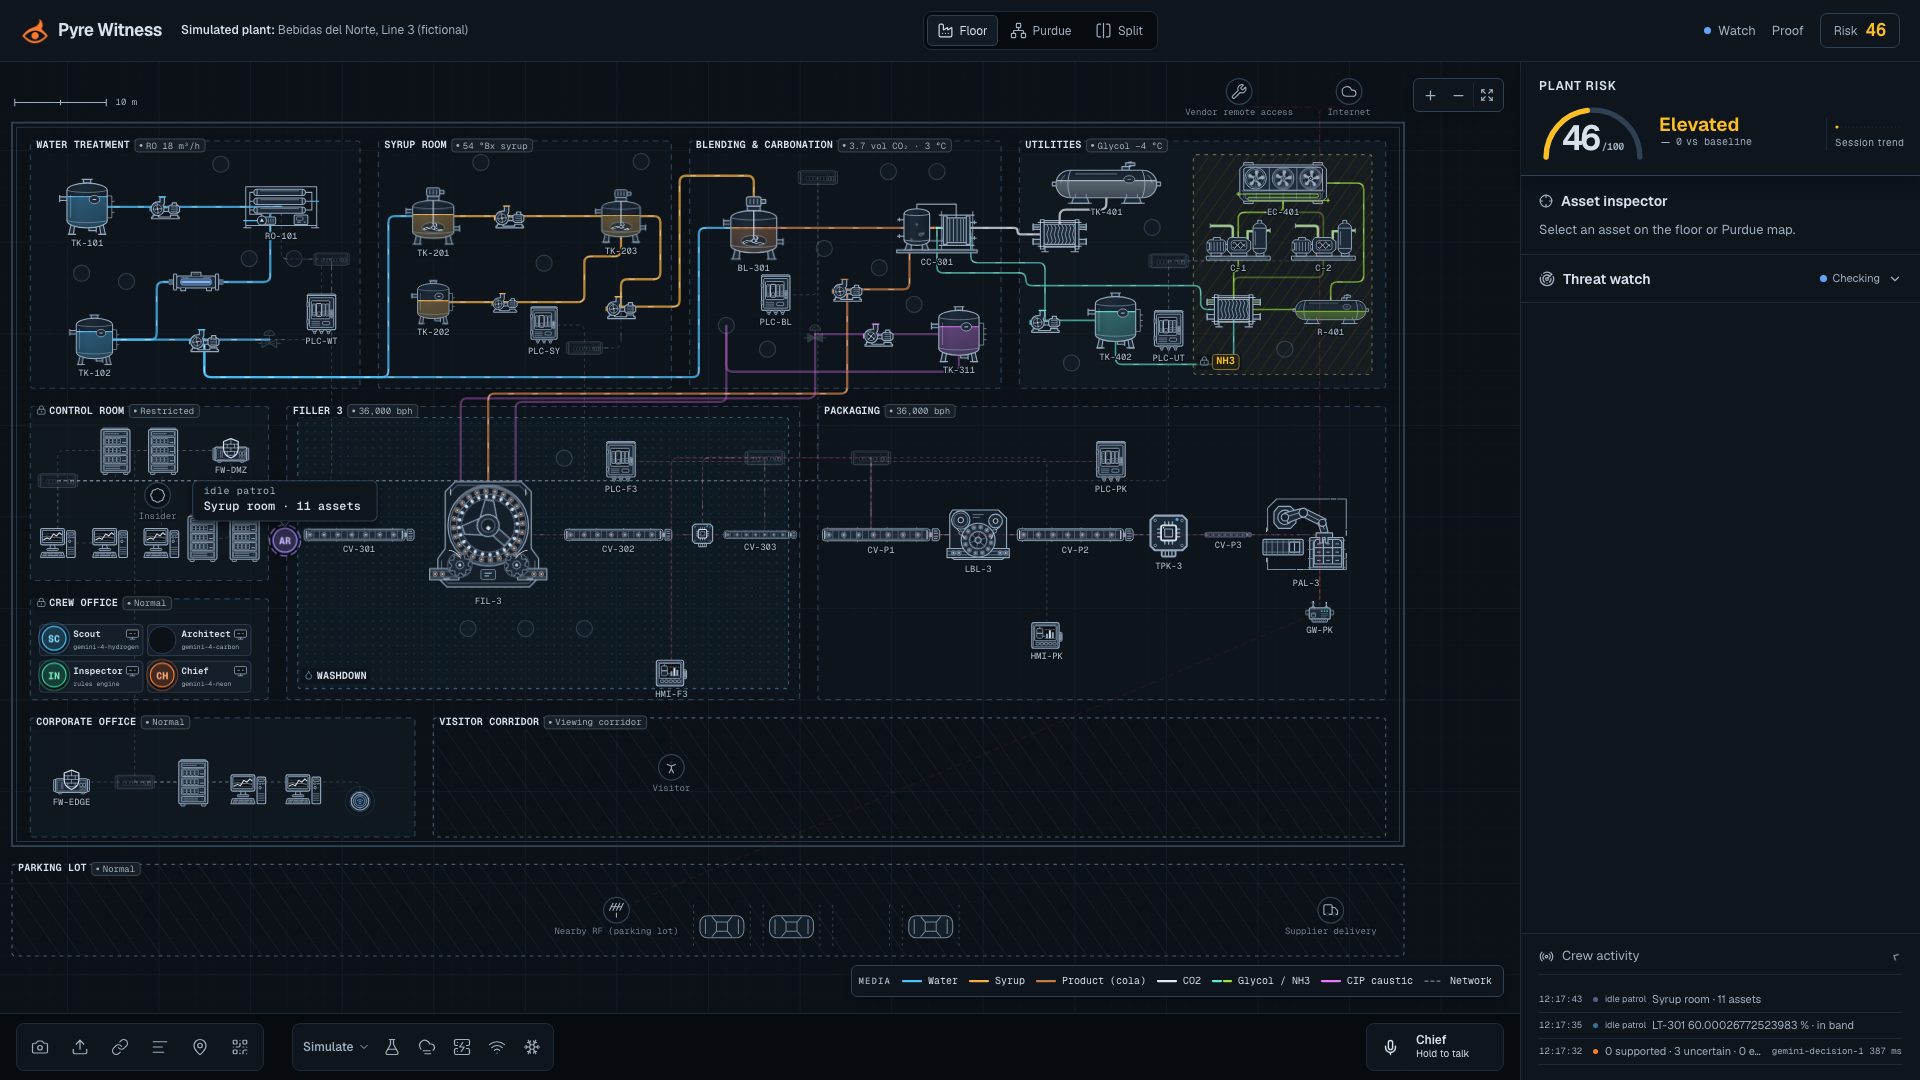 Pyre Witness
Simulated plant: Bebidas del Norte, Line 3 (fictional)
Floor
Purdue
Split
Watch
Proof
Risk 46
10 m
Vendor remote access
Internet
WATER TREATMENT
RO 18 m³/h
SYRUP ROOM
54 °Bx syrup
BLENDING & CARBONATION
3.7 vol CO₂ · 3 °C
UTILITIES
Glycol −4 °C
TK-101
RO-101
TK-201
TK-203
BL-301
CC-301
TK-401
EC-401
C-1
C-2
TK-102
PLC-WT
TK-202
PLC-SY
PLC-BL
TK-311
TK-402
PLC-UT
R-401
NH3
CONTROL ROOM
Restricted
FILLER 3
36,000 bph
PACKAGING
36,000 bph
FW-DMZ
Insider
idle patrol
Syrup room · 11 assets
AR
PLC-F3
PLC-PK
CV-301
FIL-3
CV-302
CV-303
CV-P1
LBL-3
CV-P2
TPK-3
CV-P3
PAL-3
GW-PK
HMI-PK
HMI-F3
WASHDOWN
CREW OFFICE
Normal
SC
Scout
gemini-4-hydrogen
Architect
gemini-4-carbon
IN
Inspector
rules engine
CH
Chief
gemini-4-neon
CORPORATE OFFICE
Normal
FW-EDGE
VISITOR CORRIDOR
Viewing corridor
Visitor
PARKING LOT
Normal
Nearby RF (parking lot)
Supplier delivery
MEDIA
Water
Syrup
Product (cola)
CO2
Glycol / NH3
CIP caustic
Network
Simulate
Chief
Hold to talk
PLANT RISK
46/100
Elevated
— 0 vs baseline
Session trend
Asset inspector
Select an asset on the floor or Purdue map.
Threat watch
Checking
Crew activity
12:17:43 idle patrol Syrup room · 11 assets
12:17:35 idle patrol LT-301 60.00026772523983 % · in band
12:17:32 0 supported · 3 uncertain · 0 e… gemini-decision-1 387 ms